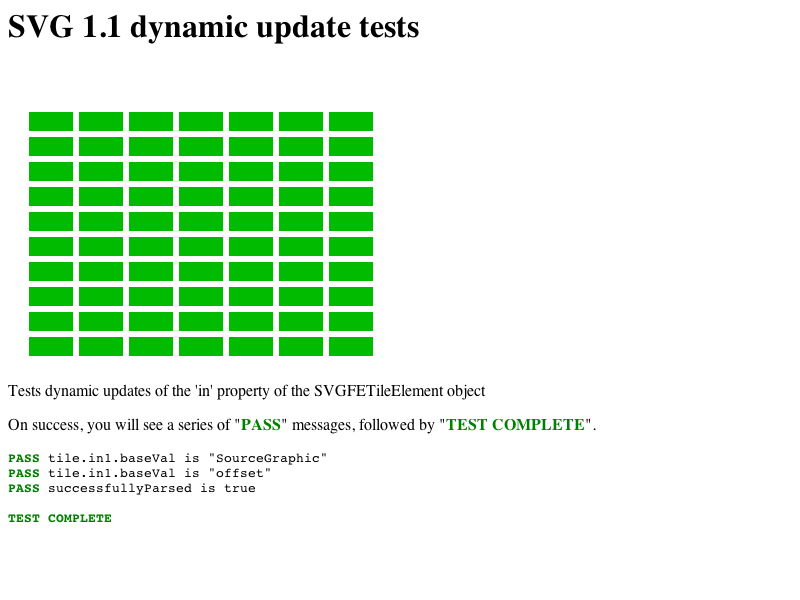 SVG 1.1 dynamic update tests
Tests dynamic updates of the 'in' property of the SVGFETileElement object
On success, you will see a series of "PASS" messages, followed by "TEST COMPLETE".
PASS tile.in1.baseVal is "SourceGraphic"
PASS tile.in1.baseVal is "offset"
PASS successfullyParsed is true
TEST COMPLETE